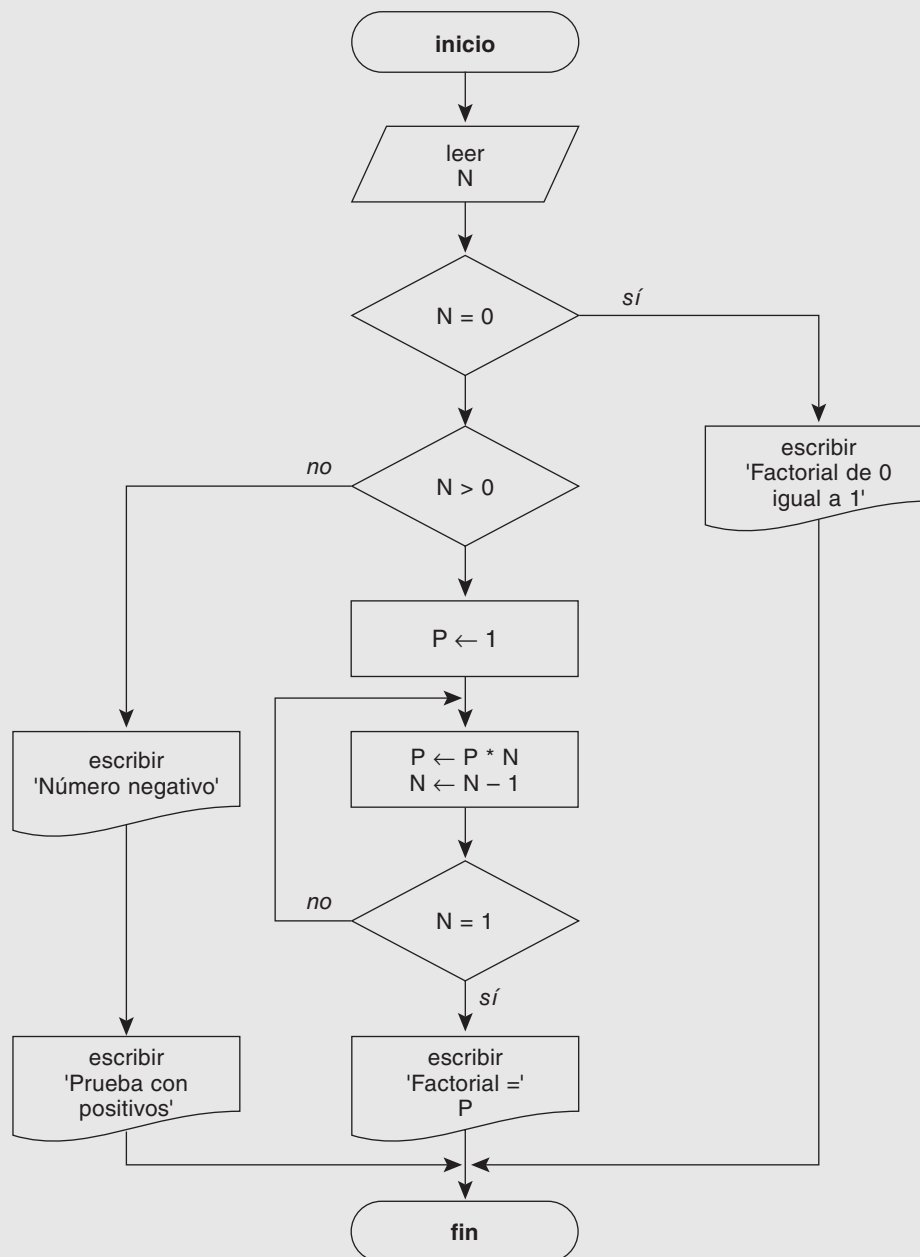 inicio
leer
N
N = 0
sí
escribir
'Factorial de 0
igual a 1'
N > 0
no
P ← 1
P ← P * N
N ← N – 1
N = 1
no
sí
escribir
'Número negativo'
escribir
'Prueba con
positivos'
escribir
'Factorial ='
P
fin